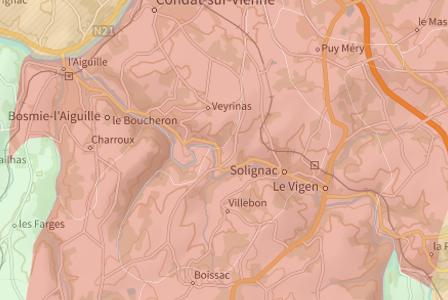 Condat-sur-Vienne
N21
le Mas
Puy Méry
l'Aiguille
Veyrinas
Bosmie-l'Aiguille
le Boucheron
Charroux
Solignac
Le Vigen
Villebon
les Farges
Boissac